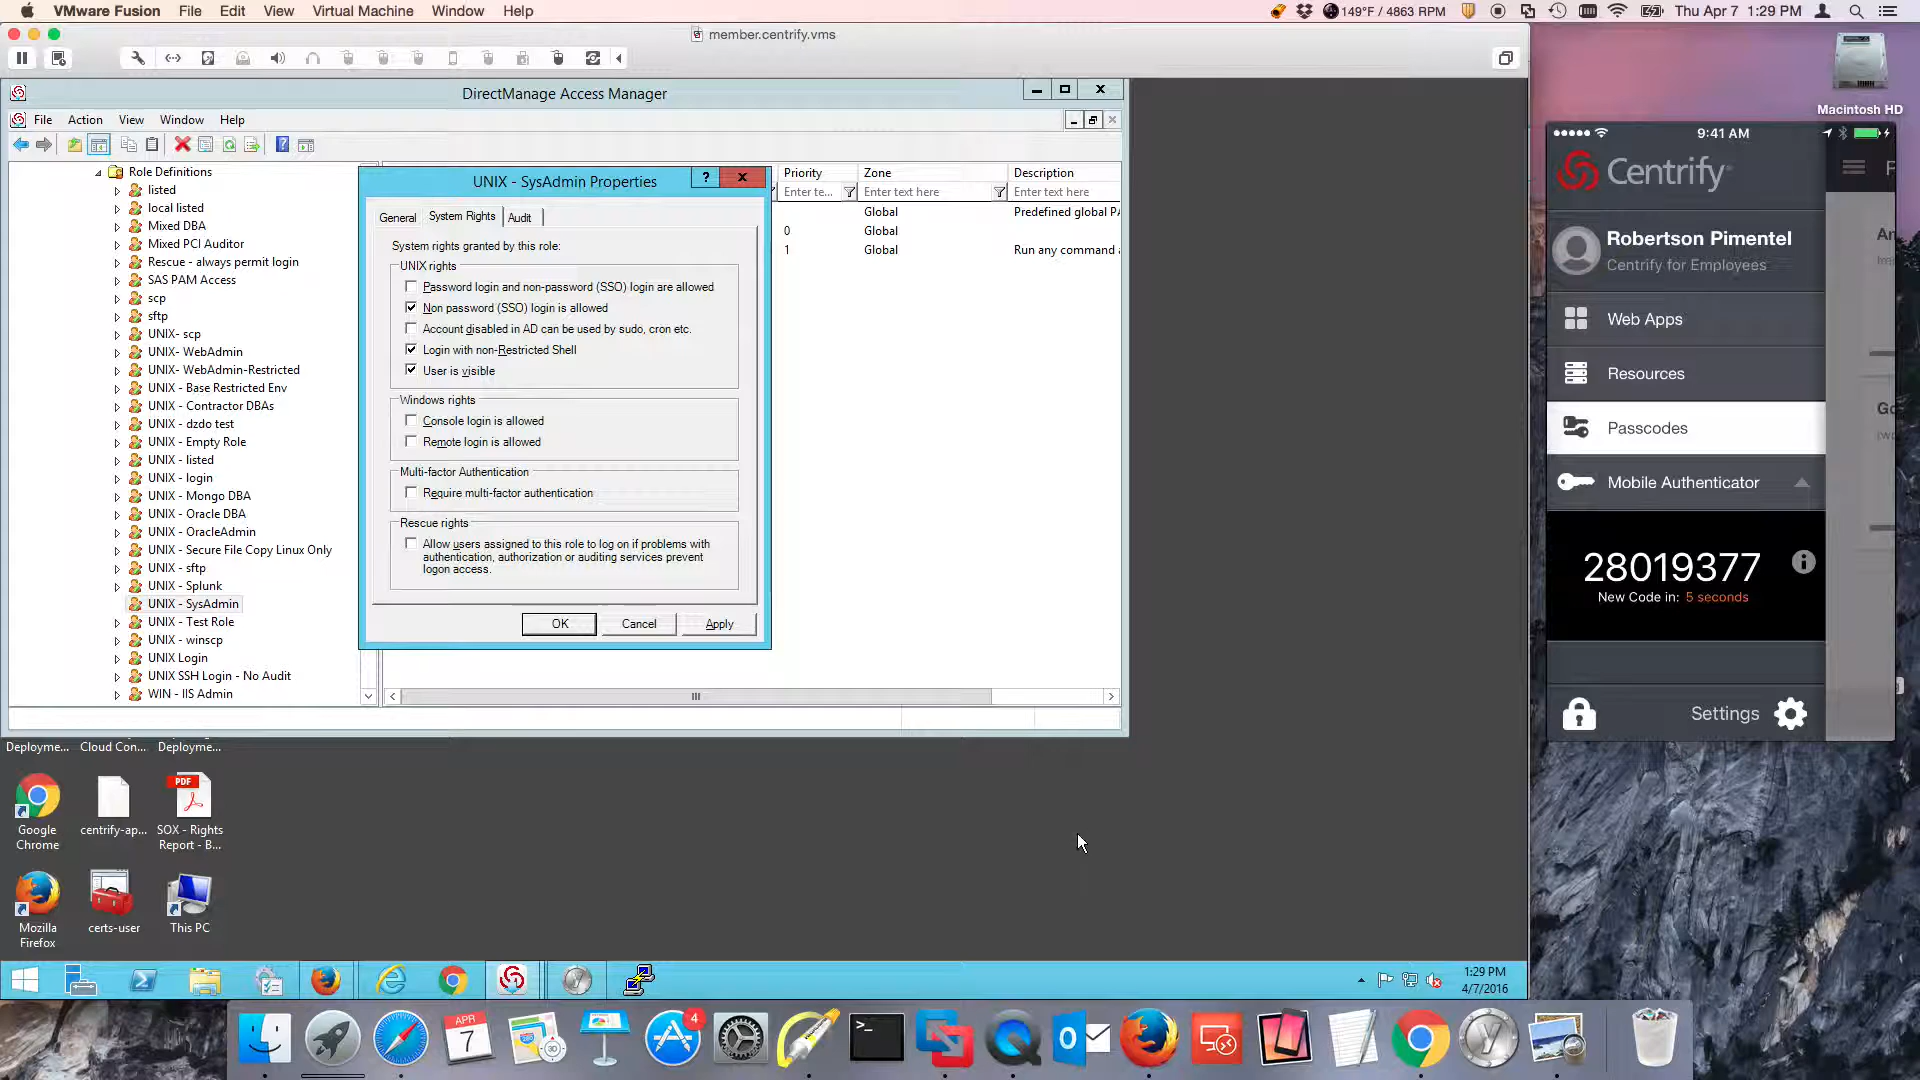 VMware Fusion File Edit View Virtual Machine Window Help
149°F / 4863 RPM Thu Apr 7 1:29 PM
member.centrify.vms
DirectManage Access Manager
File Action View Window Help
Role Definitions
listed
local listed
Mixed DBA
Mixed PCI Auditor
Rescue - always permit login
SAS PAM Access
scp
sftp
UNIX- scp
UNIX- WebAdmin
UNIX- WebAdmin-Restricted
UNIX - Base Restricted Env
UNIX - Contractor DBAs
UNIX - dzdo test
UNIX - Empty Role
UNIX - listed
UNIX - login
UNIX - Mongo DBA
UNIX - Oracle DBA
UNIX - OracleAdmin
UNIX - Secure File Copy Linux Only
UNIX - sftp
UNIX - Splunk
UNIX - SysAdmin
UNIX - Test Role
UNIX - winscp
UNIX Login
UNIX SSH Login - No Audit
WIN - IIS Admin
UNIX - SysAdmin Properties
?
General System Rights Audit
System rights granted by this role:
UNIX rights
Password login and non-password (SSO) login are allowed
Non password (SSO) login is allowed
Account disabled in AD can be used by sudo, cron etc.
Login with non-Restricted Shell
User is visible
Windows rights
Console login is allowed
Remote login is allowed
Multi-factor Authentication
Require multi-factor authentication
Rescue rights
Allow users assigned to this role to log on if problems with
authentication, authorization or auditing services prevent
logon access.
OK Cancel Apply
Priority Zone Description
Enter te... Enter text here Enter text here
Global Predefined global PA
0 Global
1 Global Run any command a
Macintosh HD
9:41 AM
Centrify
Robertson Pimentel
Centrify for Employees
Web Apps
Resources
Passcodes
Mobile Authenticator
28019377
New Code in: 5 seconds
Settings
Deployme... Cloud Con... Deployme...
PDF
Google
Chrome
centrify-ap...
SOX - Rights
Report - B...
Mozilla
Firefox
certs-user
This PC
1:29 PM
4/7/2016
APR
7
4